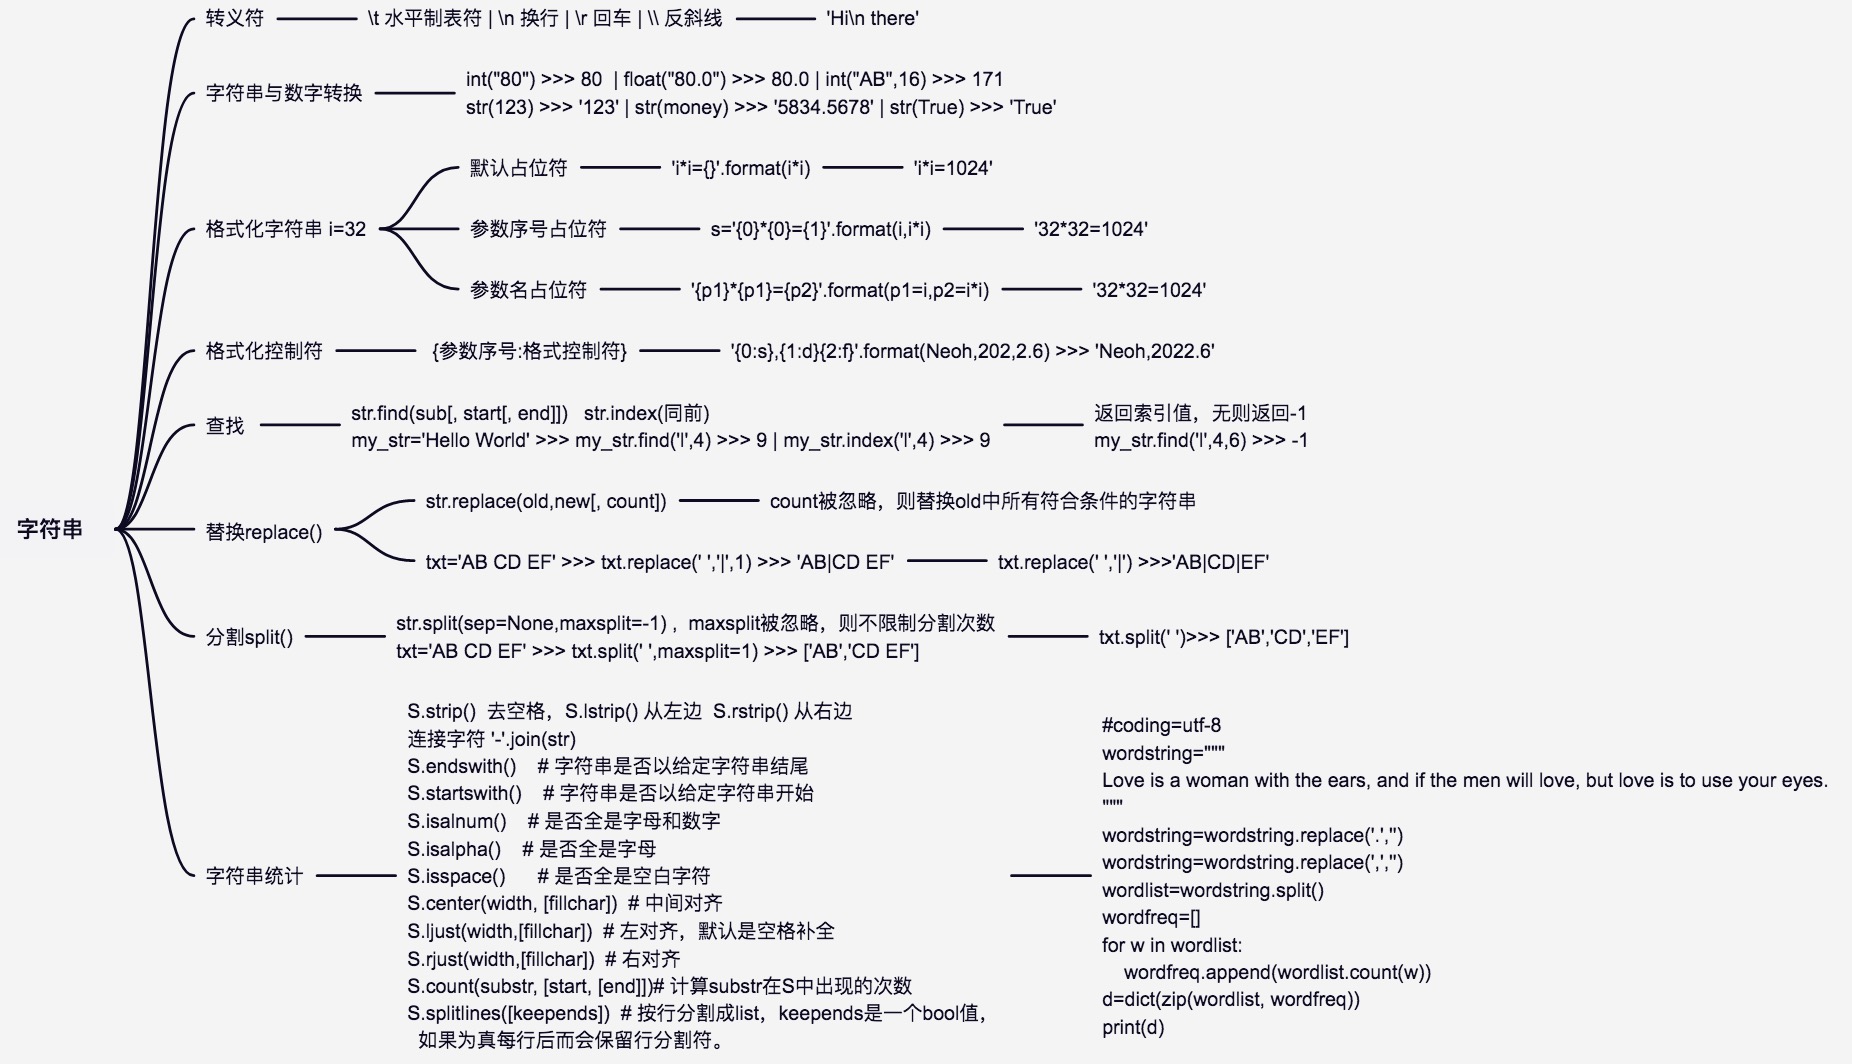 字符串
转义符
\t 水平制表符 | \n 换行 | \r 回车 | \\ 反斜线
'Hi\n there'
字符串与数字转换
int("80") >>> 80  | float("80.0") >>> 80.0 | int("AB",16) >>> 171
str(123) >>> '123' | str(money) >>> '5834.5678' | str(True) >>> 'True'
格式化字符串 i=32
默认占位符
'i*i={}'.format(i*i)
'i*i=1024'
参数序号占位符
s='{0}*{0}={1}'.format(i,i*i)
'32*32=1024'
参数名占位符
'{p1}*{p1}={p2}'.format(p1=i,p2=i*i)
'32*32=1024'
格式化控制符
{参数序号:格式控制符}
'{0:s},{1:d}{2:f}'.format(Neoh,202,2.6) >>> 'Neoh,2022.6'
查找
str.find(sub[, start[, end]])   str.index(同前)
my_str='Hello World' >>> my_str.find('l',4) >>> 9 | my_str.index('l',4) >>> 9
返回索引值，无则返回-1
my_str.find('l',4,6) >>> -1
替换replace()
str.replace(old,new[, count])
count被忽略，则替换old中所有符合条件的字符串
txt='AB CD EF' >>> txt.replace(' ','|',1) >>> 'AB|CD EF'
txt.replace(' ','|') >>>'AB|CD|EF'
分割split()
str.split(sep=None,maxsplit=-1) ,  maxsplit被忽略，则不限制分割次数
txt='AB CD EF' >>> txt.split(' ',maxsplit=1) >>> ['AB','CD EF']
txt.split(' ')>>> ['AB','CD','EF']
字符串统计
S.strip()  去空格，S.lstrip() 从左边  S.rstrip() 从右边
连接字符 '-'.join(str)
S.endswith()    # 字符串是否以给定字符串结尾
S.startswith()    # 字符串是否以给定字符串开始
S.isalnum()    # 是否全是字母和数字
S.isalpha()    # 是否全是字母
S.isspace()      # 是否全是空白字符
S.center(width, [fillchar])  # 中间对齐
S.ljust(width,[fillchar])  # 左对齐，默认是空格补全
S.rjust(width,[fillchar])  # 右对齐
S.count(substr, [start, [end]])# 计算substr在S中出现的次数
S.splitlines([keepends])  # 按行分割成list，keepends是一个bool值，
如果为真每行后而会保留行分割符。
#coding=utf-8
wordstring="""
Love is a woman with the ears, and if the men will love, but love is to use your eyes.
"""
wordstring=wordstring.replace('.','')
wordstring=wordstring.replace(',','')
wordlist=wordstring.split()
wordfreq=[]
for w in wordlist:
    wordfreq.append(wordlist.count(w))
d=dict(zip(wordlist, wordfreq))
print(d)